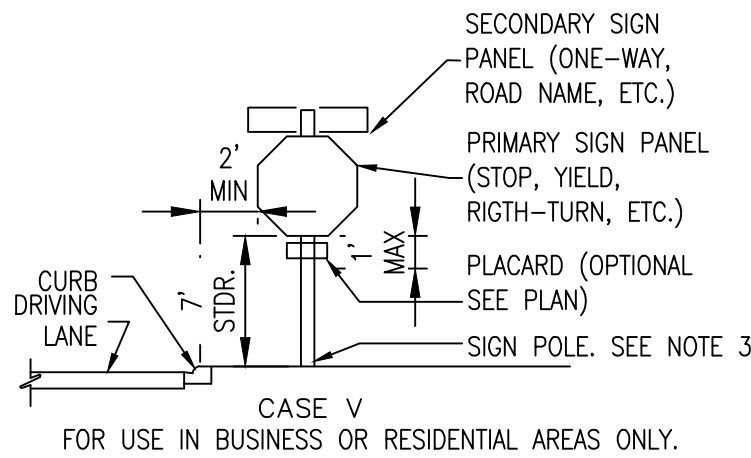 SECONDARY SIGN
PANEL (ONE-WAY,
ROAD NAME, ETC.)
2'
MIN
PRIMARY SIGN PANEL
(STOP, YIELD,
RIGTH-TURN, ETC.)
1'
MAX
7'
STDR.
PLACARD (OPTIONAL
SEE PLAN)
CURB
DRIVING
LANE
SIGN POLE. SEE NOTE 3
CASE V
FOR USE IN BUSINESS OR RESIDENTIAL AREAS ONLY.